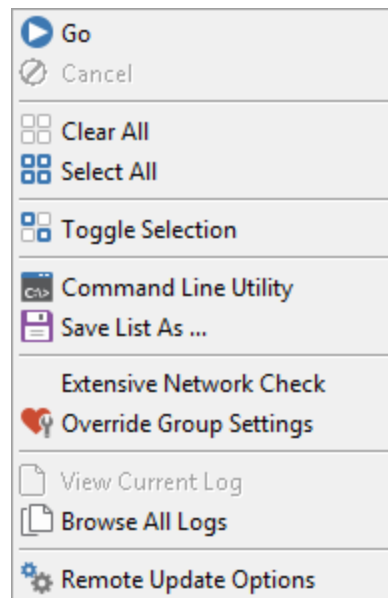 Go
Cancel
Clear All
Select All
Toggle Selection
C:\>
Command Line Utility
Save List As ...
Extensive Network Check
Override Group Settings
View Current Log
Browse All Logs
Remote Update Options